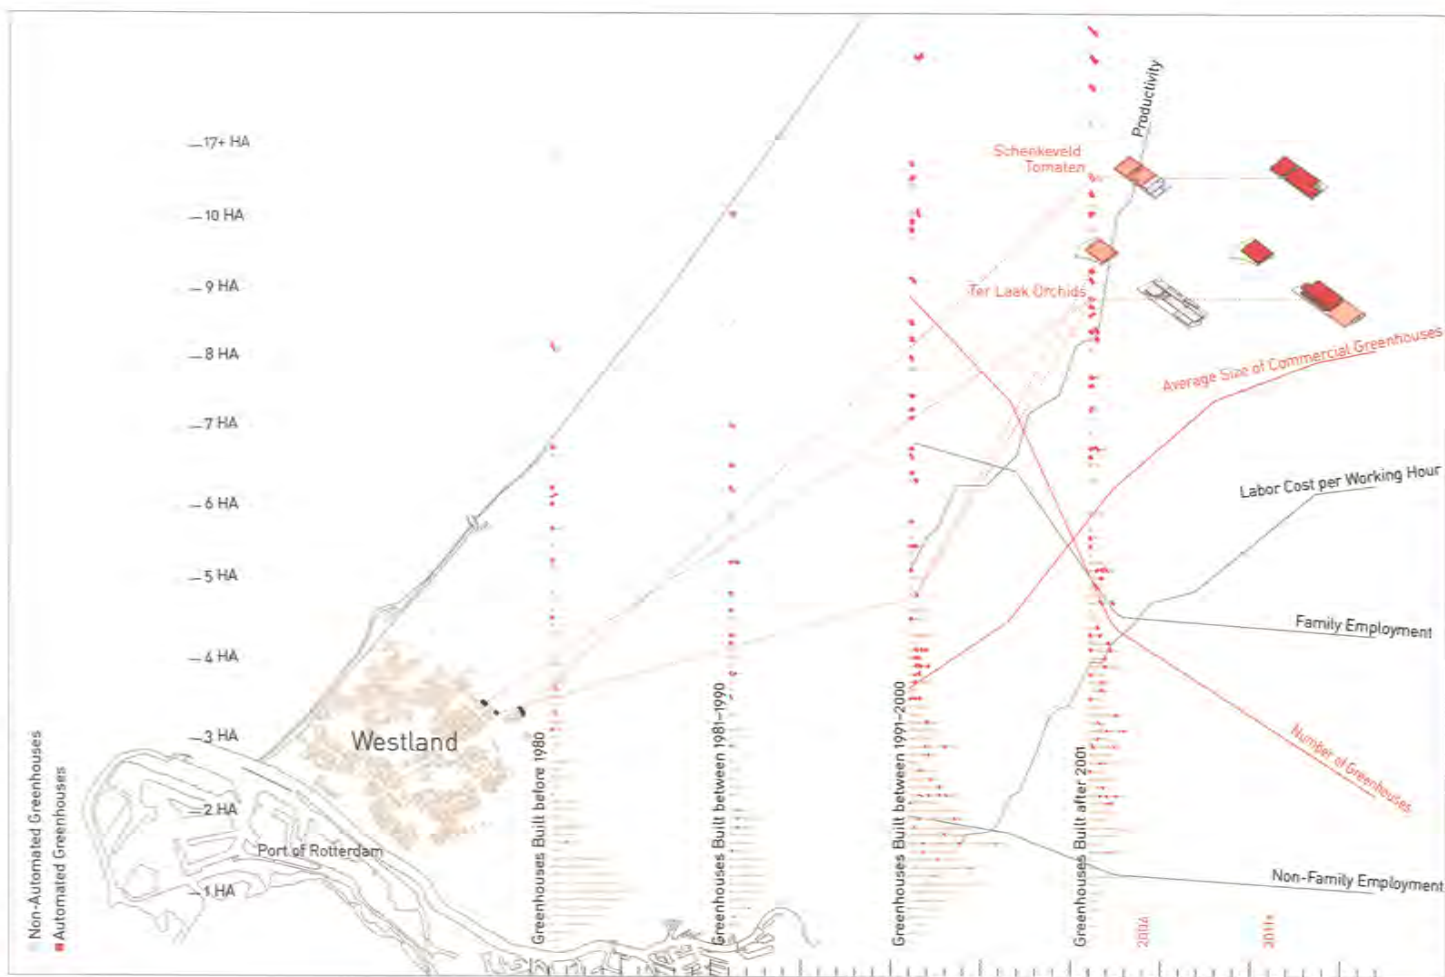 Productivity
17+ HA
Schenkeveld
Tomaten
10 HA
9 HA
Ter Laak Orchids
8 HA
Average Size of Commercial Greenhouses
7 HA
Labor Cost per Working Hour
6 HA
5 HA
Family Employment
4 HA
Westland
3 HA
Number of Greenhouses
2 HA
Port of Rotterdam
1 HA
Non-Family Employment
Greenhouses Built before 1980
Greenhouses Built between 1981-1990
Greenhouses Built between 1991-2000
Greenhouses Built after 2001
2004
Non-Automated Greenhouses
Automated Greenhouses